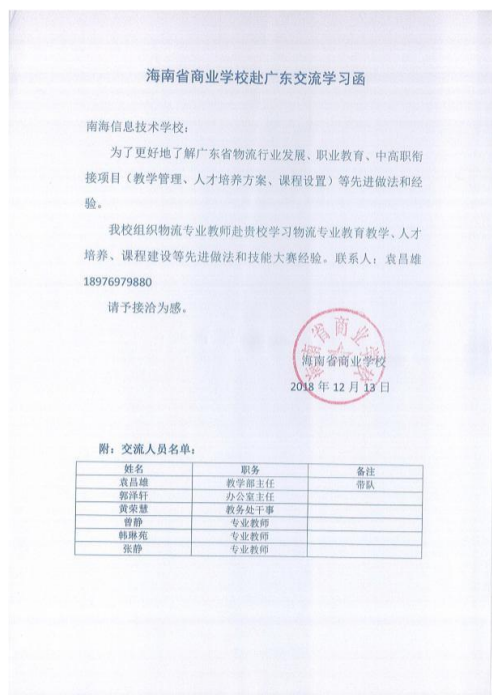 海南省商业学校赴广东交流学习函
南海信息技术学校：
为了更好地了解广东省物流行业发展、职业教育、中高职衔
接项目（教学管理、人才培养方案、课程设置）等先进做法和经
验。
我校组织物流专业教师赴贵校学习物流专业教育教学、人才
培养、课程建设等先进做法和技能大赛经验。联系人：袁昌雄
18976979880
请予接洽为感。
海南省商业学校
海南省商业学校
2018 年 12 月 13 日
附：交流人员名单：
姓名 职务 备注
袁昌雄 教学部主任 带队
郭泽轩 办公室主任
黄荣慧 教务处干事
曾静 专业教师
韩琳苑 专业教师
张静 专业教师